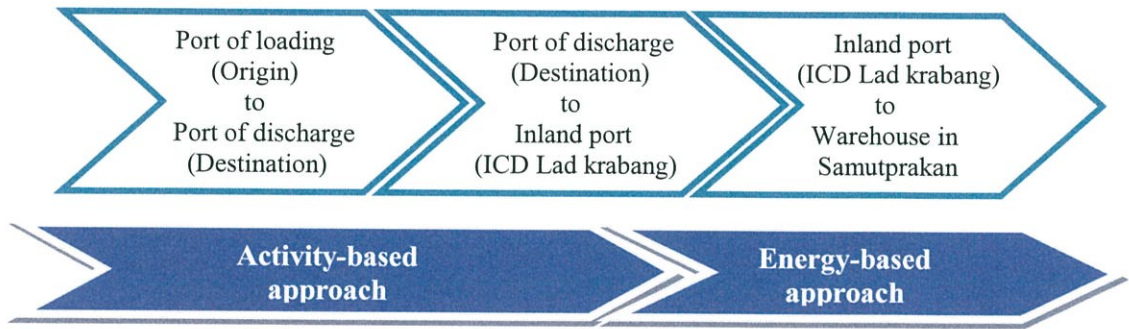 Port of loading
(Origin)
to
Port of discharge
(Destination)
Port of discharge
(Destination)
to
Inland port
(ICD Lad krabang)
Inland port
(ICD Lad krabang)
to
Warehouse in
Samutprakan
Activity-based
approach
Energy-based
approach